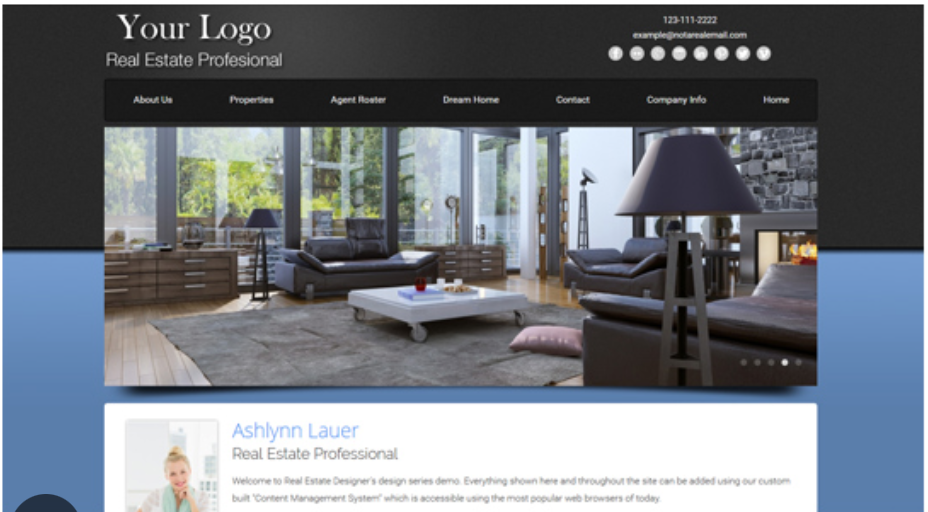 Your Logo
Real Estate Profesional
123-111-2222
example@notarealemail.com
About Us
Properties
Agent Roster
Dream Home
Contact
Company Info
Home
Ashlynn Lauer
Real Estate Professional
Welcome to Real Estate Designer's design series demo. Everything shown here and throughout the site can be added using our custom
built "Content Management System" which is accessible using the most popular web browsers of today.